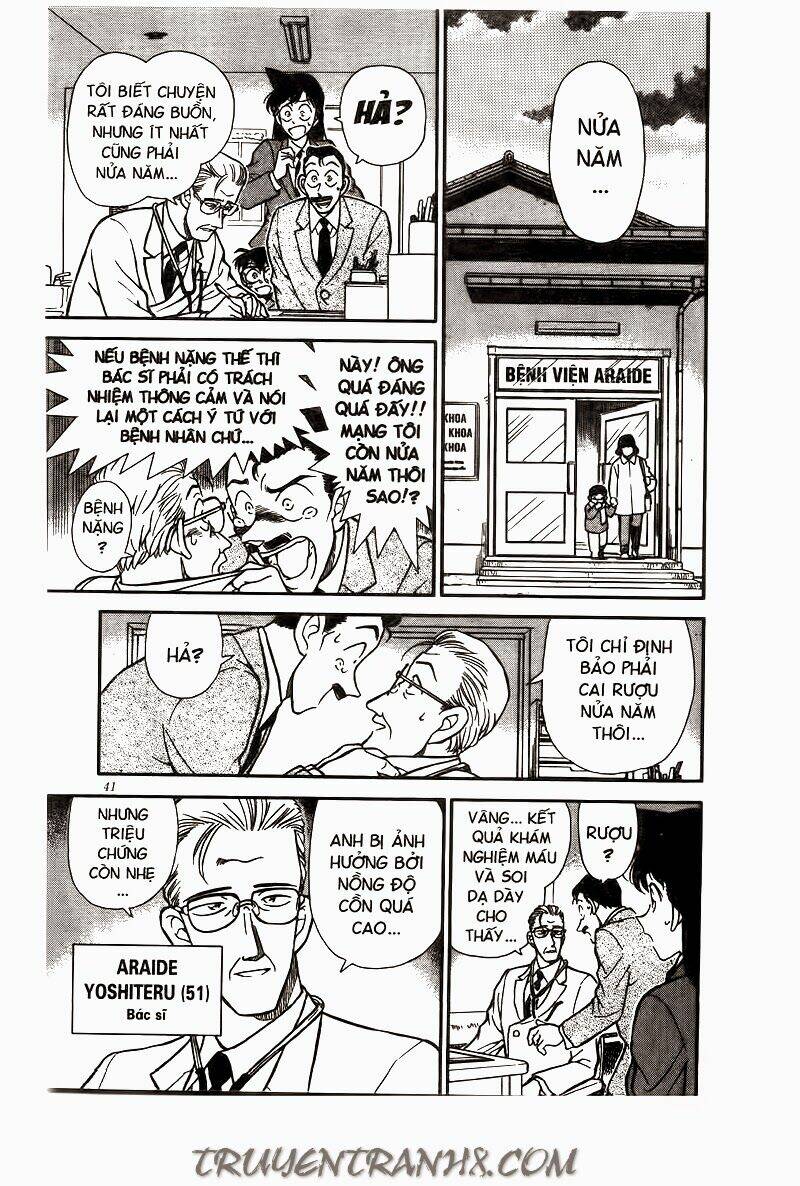 NỬA
NĂM
...
BỆNH VIỆN ARAIDE
KHOA
KHOA
KHOA
HẢ?
TÔI BIẾT CHUYỆN
RẤT ĐÁNG BUỒN,
NHƯNG ÍT NHẤT
CŨNG PHẢI
NỬA NĂM...
NÀY! ÔNG
QUÁ ĐÁNG
QUÁ ĐẤY!!
MẠNG TÔI
CÒN NỬA
NĂM THÔI
SAO!?
NẾU BỆNH NẶNG THẾ THÌ
BÁC SĨ PHẢI CÓ TRÁCH
NHIỆM THÔNG CẢM VÀ NÓI
LẠI MỘT CÁCH Ý TỨ VỚI
BỆNH NHÂN CHỨ...
BỆNH
NẶNG
?
TÔI CHỈ ĐỊNH
BẢO PHẢI
CAI RƯỢU
NỬA NĂM
THÔI...
HẢ?
41
RƯỢU
?
VÂNG... KẾT
QUẢ KHÁM
NGHIỆM MÁU
VÀ SOI
DẠ DÀY
CHO
THẤY...
ANH BỊ ẢNH
HƯỞNG BỞI
NỒNG ĐỘ
CỒN QUÁ
CAO...
NHƯNG
TRIỆU
CHỨNG
CÒN NHẸ
...
ARAIDE
YOSHITERU (51)
Bác sĩ
TRUYENTRANH8.COM